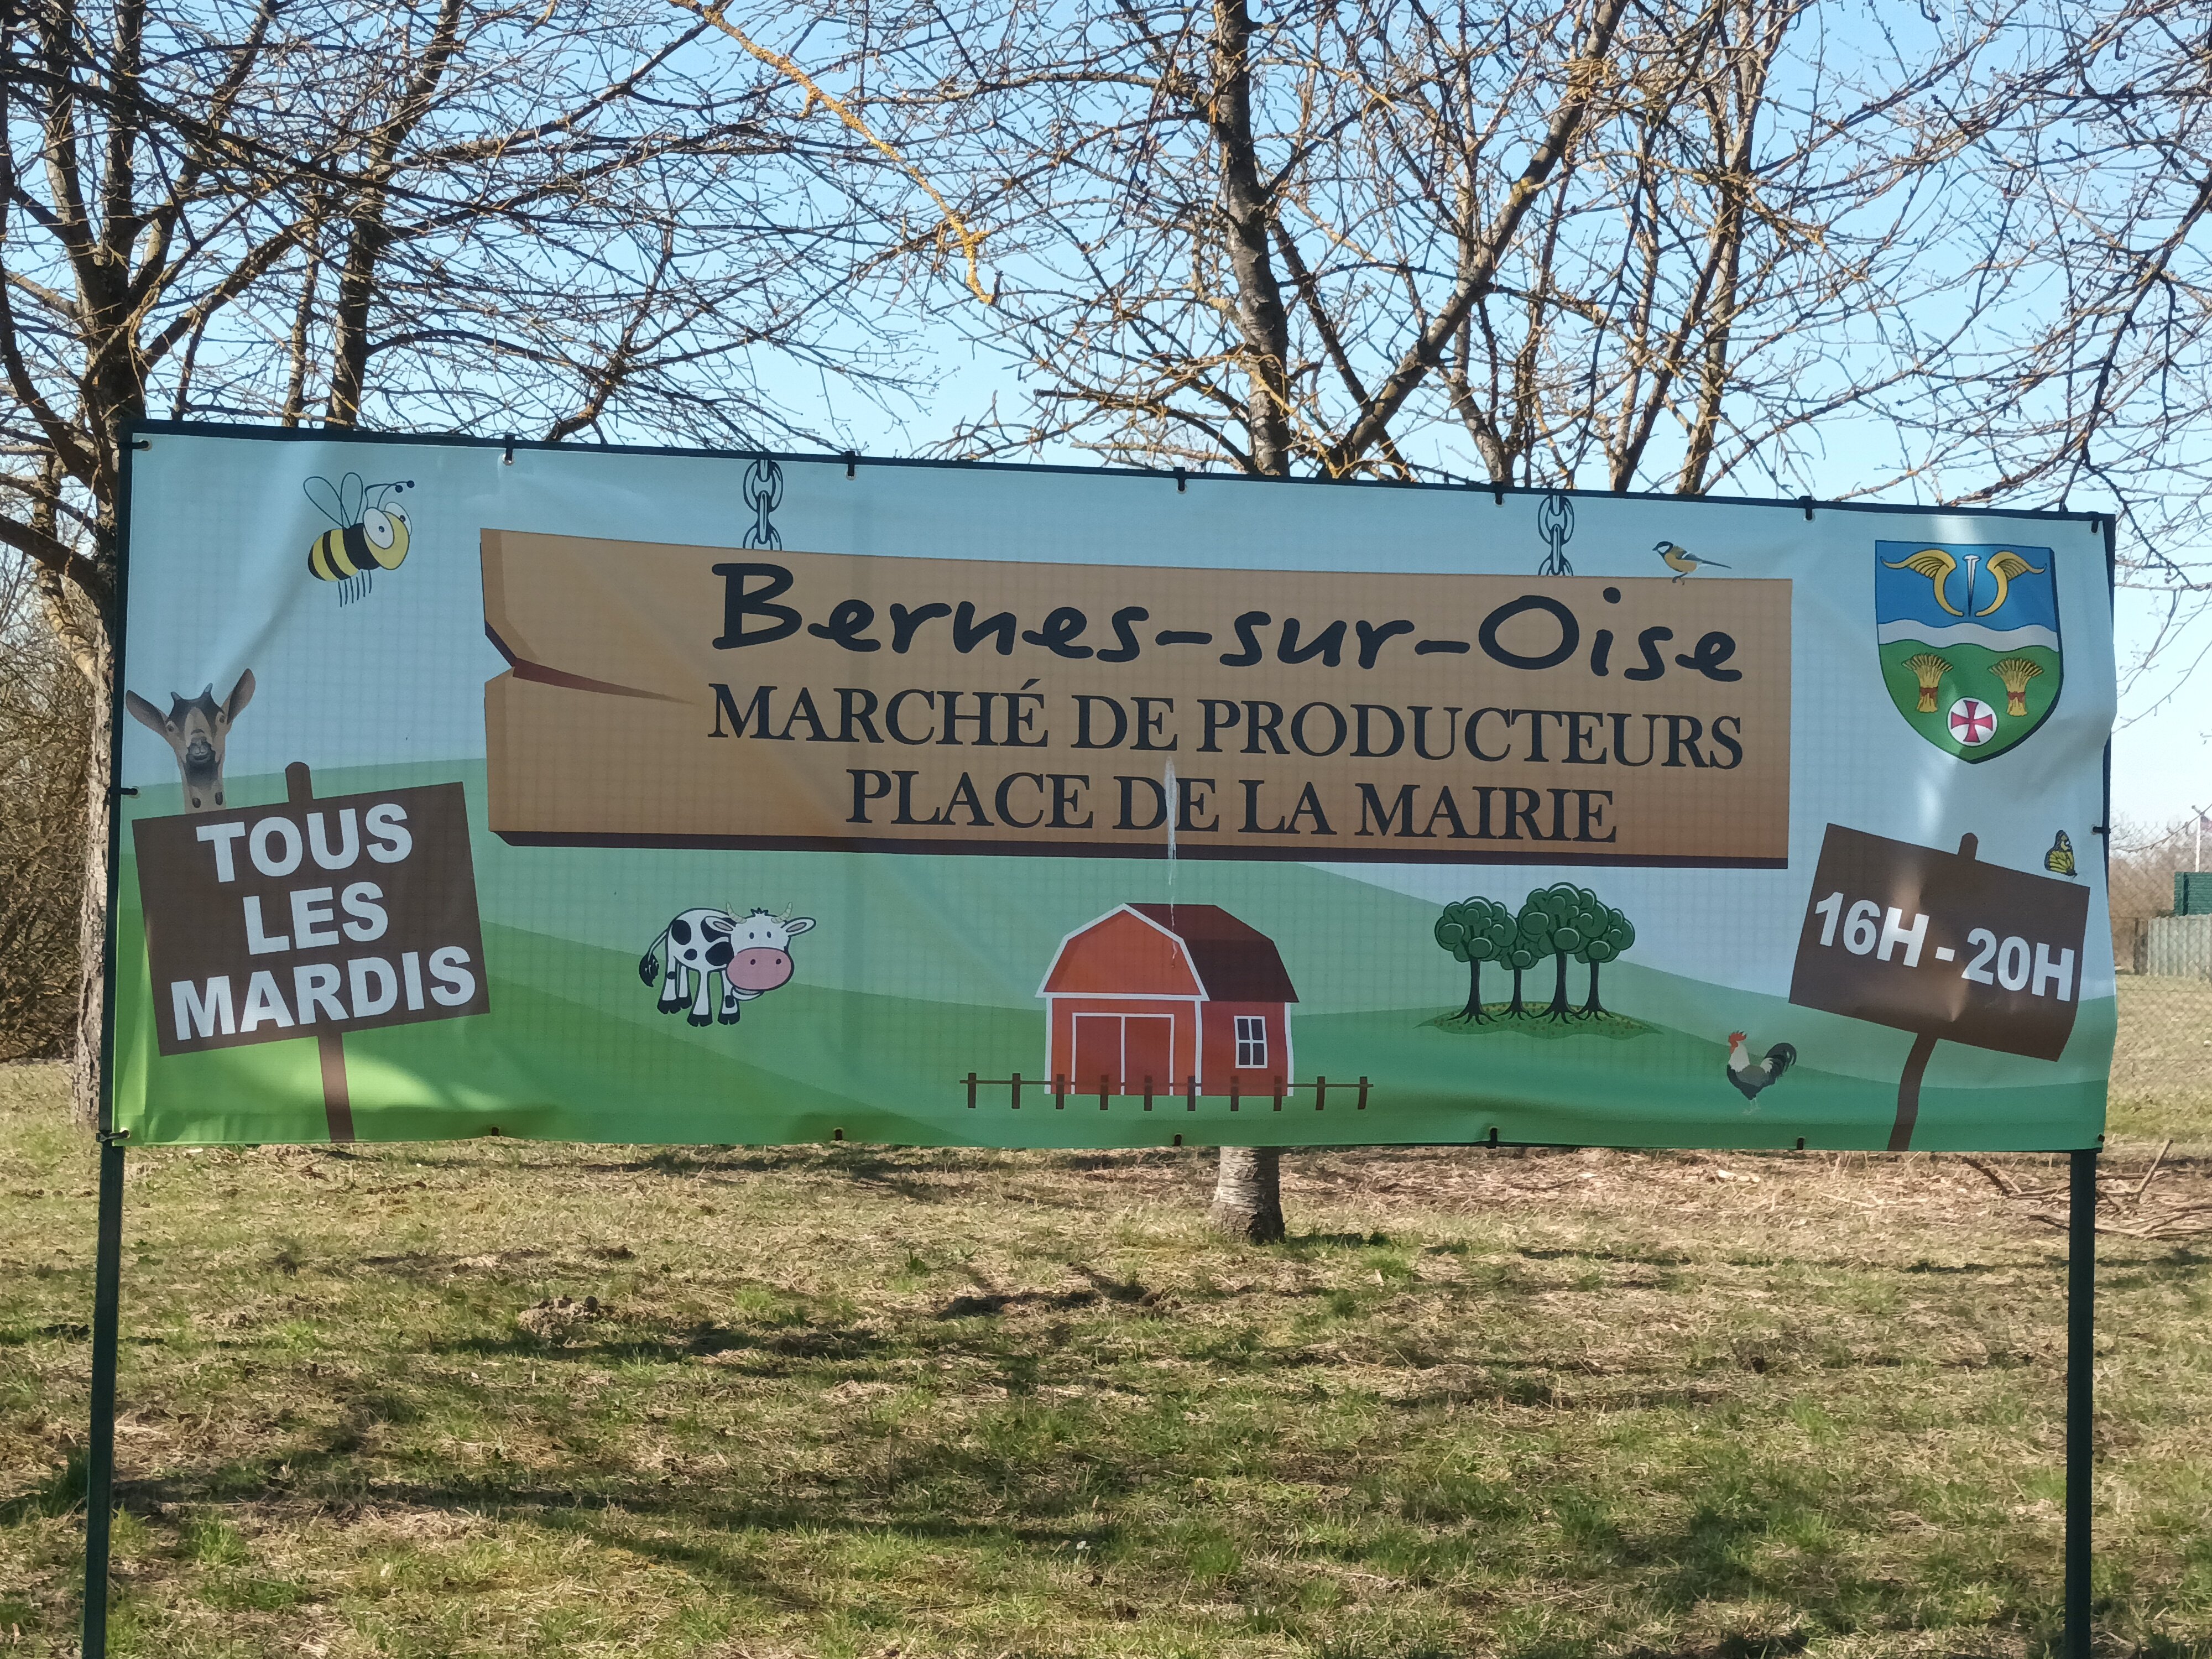 Bernes-sur-Oise
MARCHÉ DE PRODUCTEURS
PLACE DE LA MAIRIE
TOUS
LES
MARDIS
16H - 20H